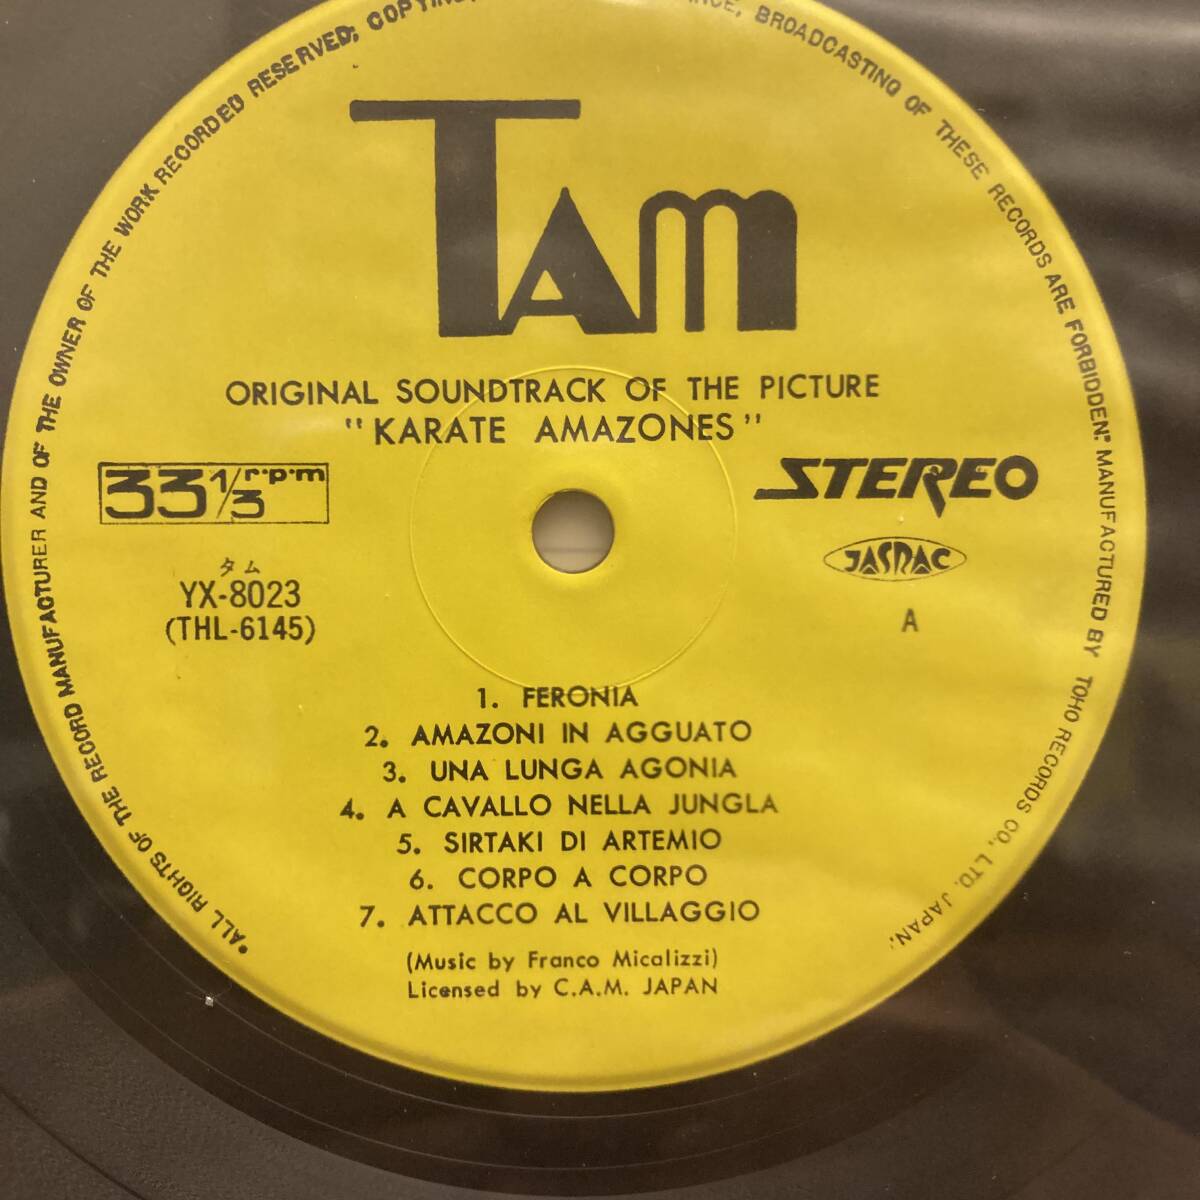 *ALL RIGHTS OF THE RECORD MANUFACTURER AND OF THE OWNER OF THE WORK RECORDED RESERVED; COPYING, BROADCASTING OF THESE RECORDS ARE FORBIDDEN." MANUFACTURED BY TOHO RECORDS CO., LTD. JAPAN.
TAM
ORIGINAL SOUNDTRACK OF THE PICTURE
"KARATE AMAZONES"
33 1/3 r·p·m
STEREO
タム
JASRAC
YX-8023
(THL-6145)
A
1. FERONIA
2. AMAZONI IN AGGUATO
3. UNA LUNGA AGONIA
4. A CAVALLO NELLA JUNGLA
5. SIRTAKI DI ARTEMIO
6. CORPO A CORPO
7. ATTACCO AL VILLAGGIO
(Music by Franco Micalizzi)
Licensed by C.A.M. JAPAN